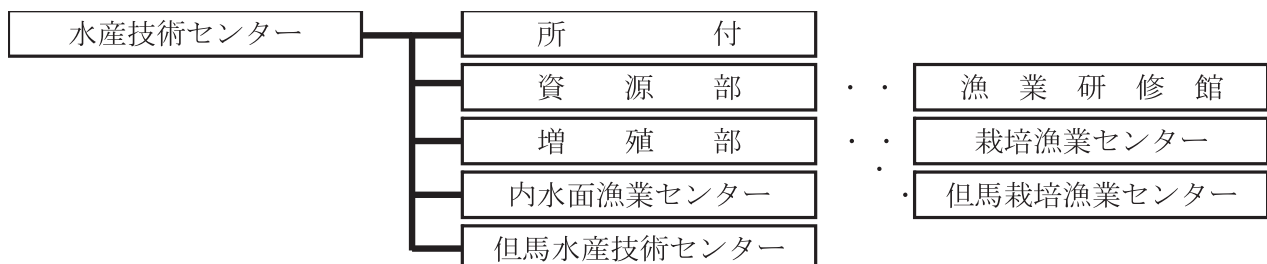 水産技術センター 所付
資源部 ・・ 漁業研修館
増殖部 ・・ 栽培漁業センター
内水面漁業センター ・・ 但馬栽培漁業センター
但馬水産技術センター